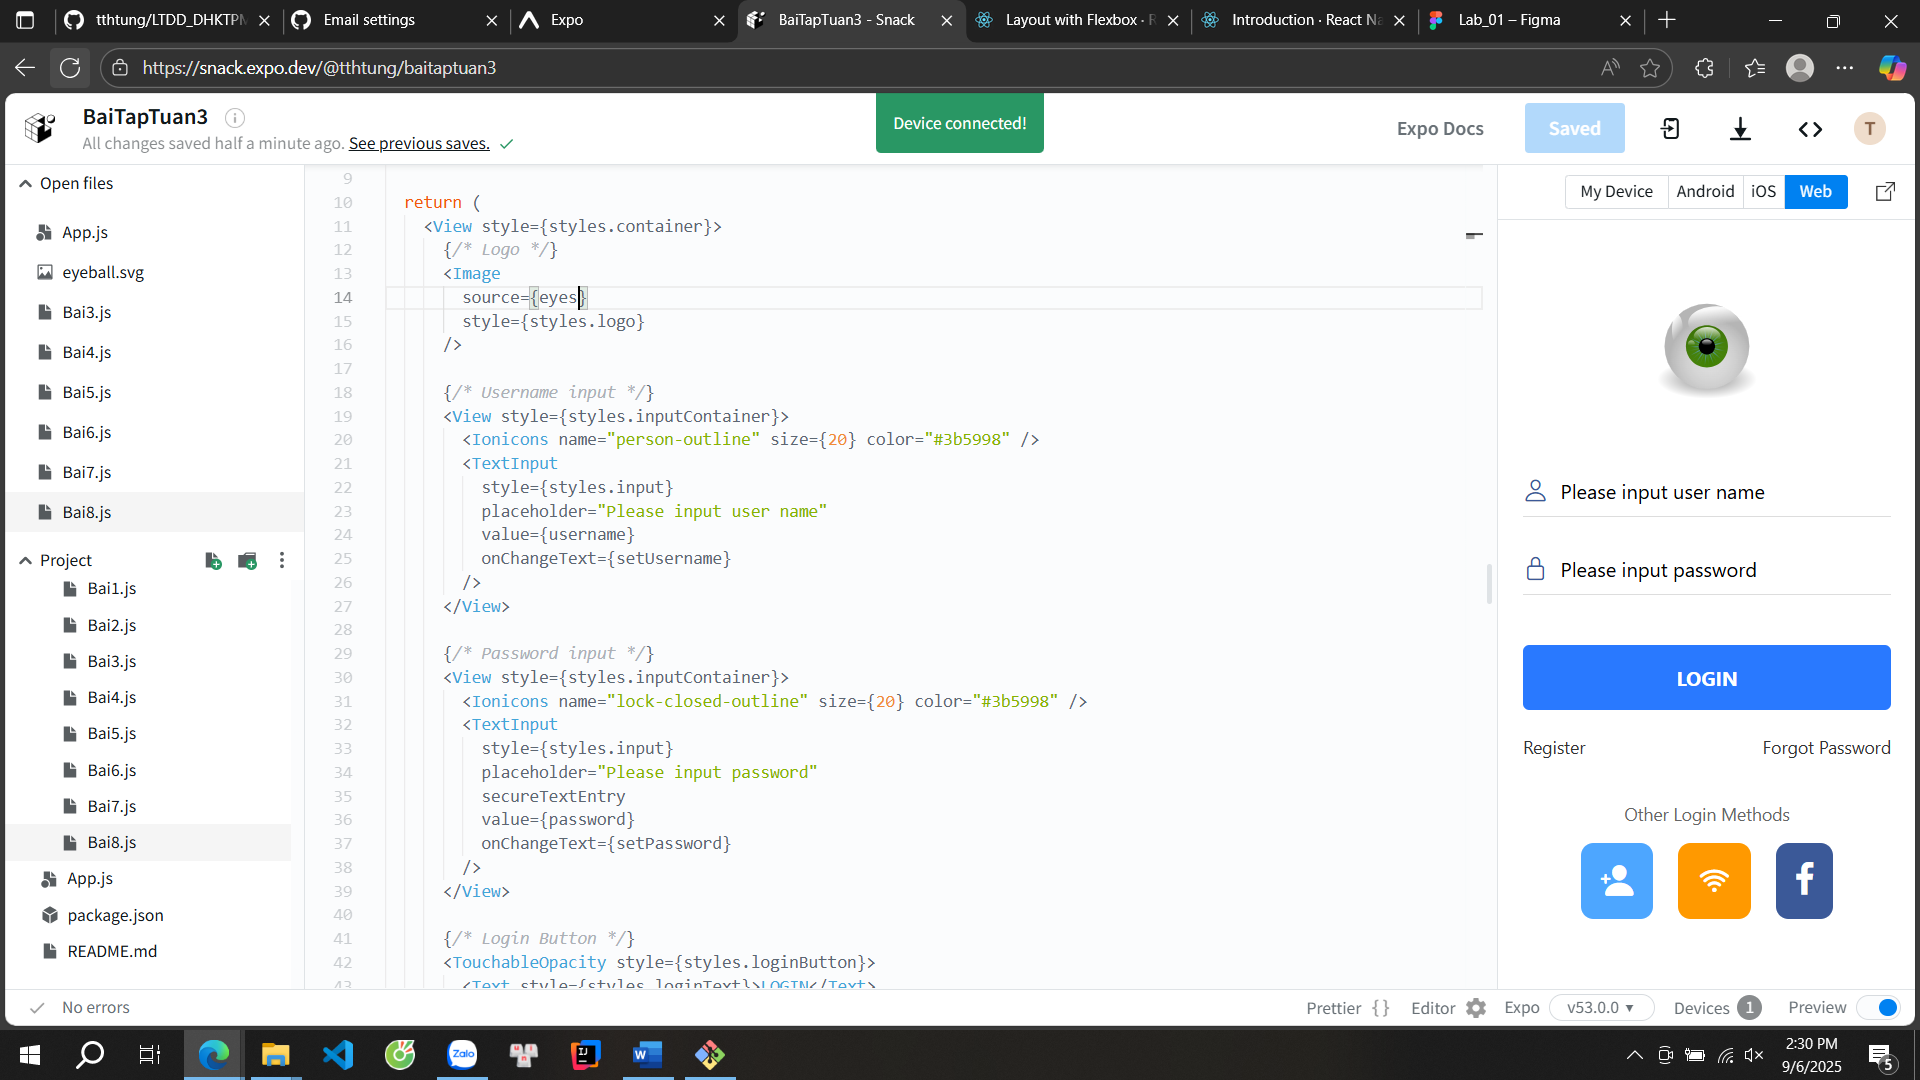 tthtung/LTDD_DHKTPM
Email settings
Expo
BaiTapTuan3 - Snack
Layout with Flexbox · R
Introduction · React Na
Lab_01 – Figma
https://snack.expo.dev/@tthtung/baitaptuan3
BaiTapTuan3
All changes saved half a minute ago. See previous saves.
Device connected!
Expo Docs
Saved
T
Open files
App.js
eyeball.svg
Bai3.js
Bai4.js
Bai5.js
Bai6.js
Bai7.js
Bai8.js
Project
Bai1.js
Bai2.js
Bai3.js
Bai4.js
Bai5.js
Bai6.js
Bai7.js
Bai8.js
App.js
package.json
README.md
9
10 return (
11 <View style={styles.container}>
12 {/* Logo */}
13 <Image
14 source={eyes}
15 style={styles.logo}
16 />
17
18 {/* Username input */}
19 <View style={styles.inputContainer}>
20 <Ionicons name="person-outline" size={20} color="#3b5998" />
21 <TextInput
22 style={styles.input}
23 placeholder="Please input user name"
24 value={username}
25 onChangeText={setUsername}
26 />
27 </View>
28
29 {/* Password input */}
30 <View style={styles.inputContainer}>
31 <Ionicons name="lock-closed-outline" size={20} color="#3b5998" />
32 <TextInput
33 style={styles.input}
34 placeholder="Please input password"
35 secureTextEntry
36 value={password}
37 onChangeText={setPassword}
38 />
39 </View>
40
41 {/* Login Button */}
42 <TouchableOpacity style={styles.loginButton}>
43 <Text style={styles.loginText}>LOGIN</Text>
My Device
Android
iOS
Web
Please input user name
Please input password
LOGIN
Register
Forgot Password
Other Login Methods
No errors
Prettier { }
Editor
Expo
v53.0.0
Devices 1
Preview
Zalo
2:30 PM
9/6/2025
5